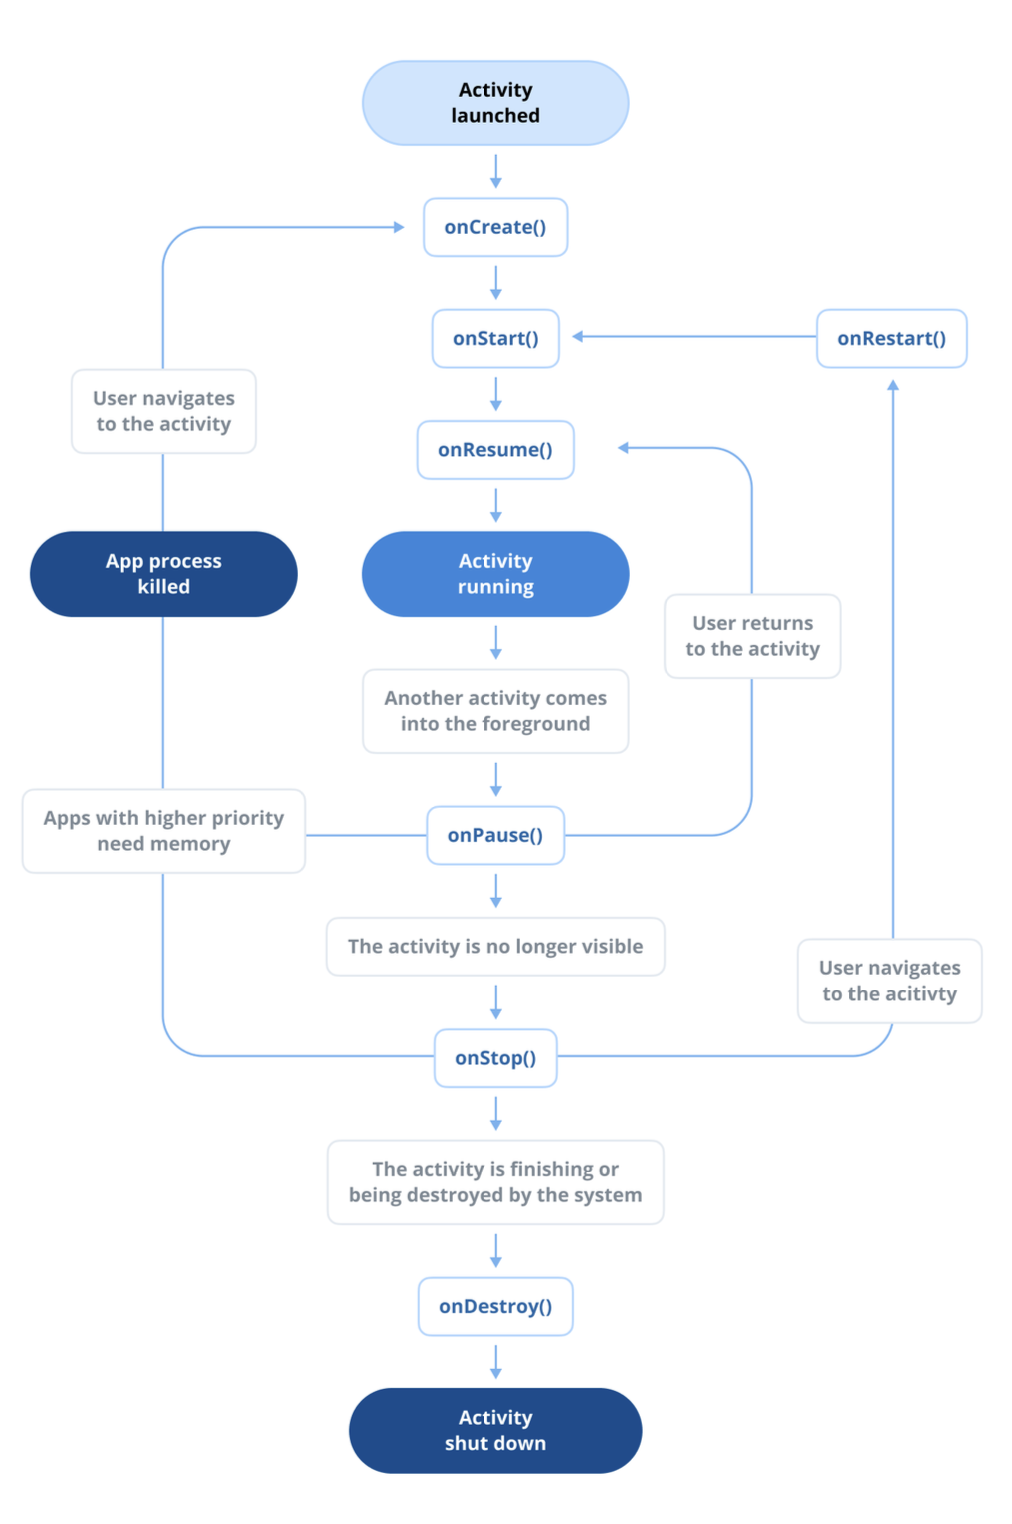 Activity
launched
onCreate()
onStart()
onRestart()
User navigates
to the activity
onResume()
App process
killed
Activity
running
User returns
to the activity
Another activity comes
into the foreground
Apps with higher priority
need memory
onPause()
The activity is no longer visible
User navigates
to the acitivty
onStop()
The activity is finishing or
being destroyed by the system
onDestroy()
Activity
shut down